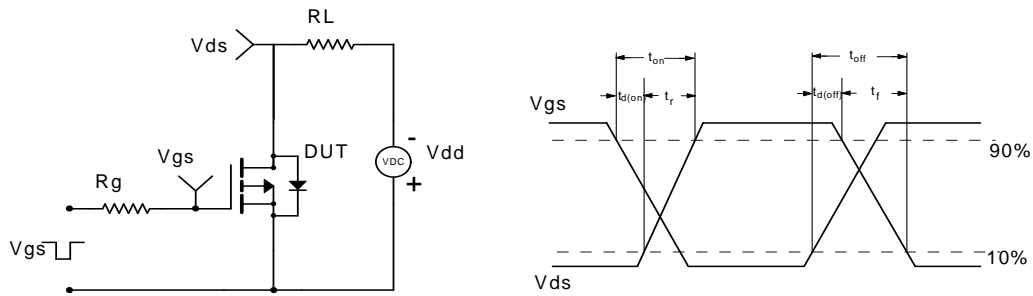 RL
Vds
-
DUT
Vgs
VDC
Vdd
Rg
+
Vgs
ton
toff
td(on)
tr
td(off)
tf
Vgs
90%
10%
Vds